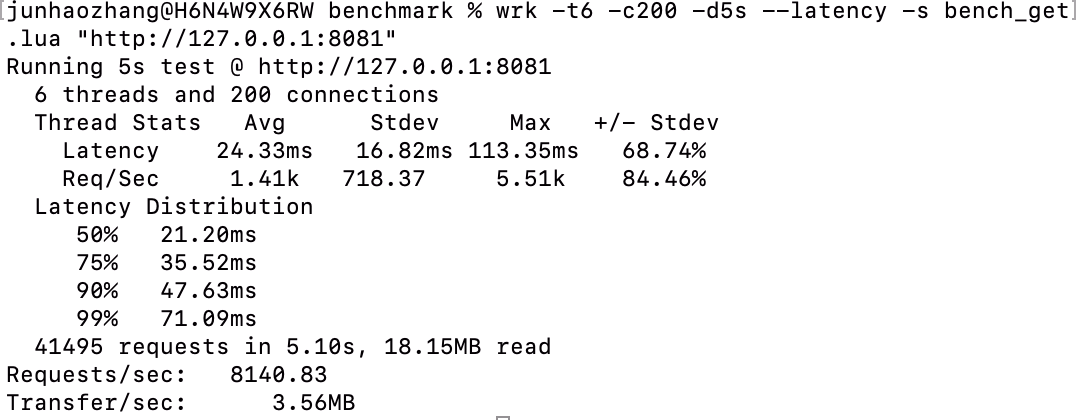 [junhaozhang@H6N4W9X6RW benchmark % wrk -t6 -c200 -d5s --latency -s bench_get]
.lua "http://127.0.0.1:8081"
Running 5s test @ http://127.0.0.1:8081
  6 threads and 200 connections
  Thread Stats   Avg      Stdev     Max   +/- Stdev
    Latency    24.33ms   16.82ms 113.35ms   68.74%
    Req/Sec     1.41k   718.37     5.51k    84.46%
  Latency Distribution
     50%   21.20ms
     75%   35.52ms
     90%   47.63ms
     99%   71.09ms
  41495 requests in 5.10s, 18.15MB read
Requests/sec:   8140.83
Transfer/sec:      3.56MB